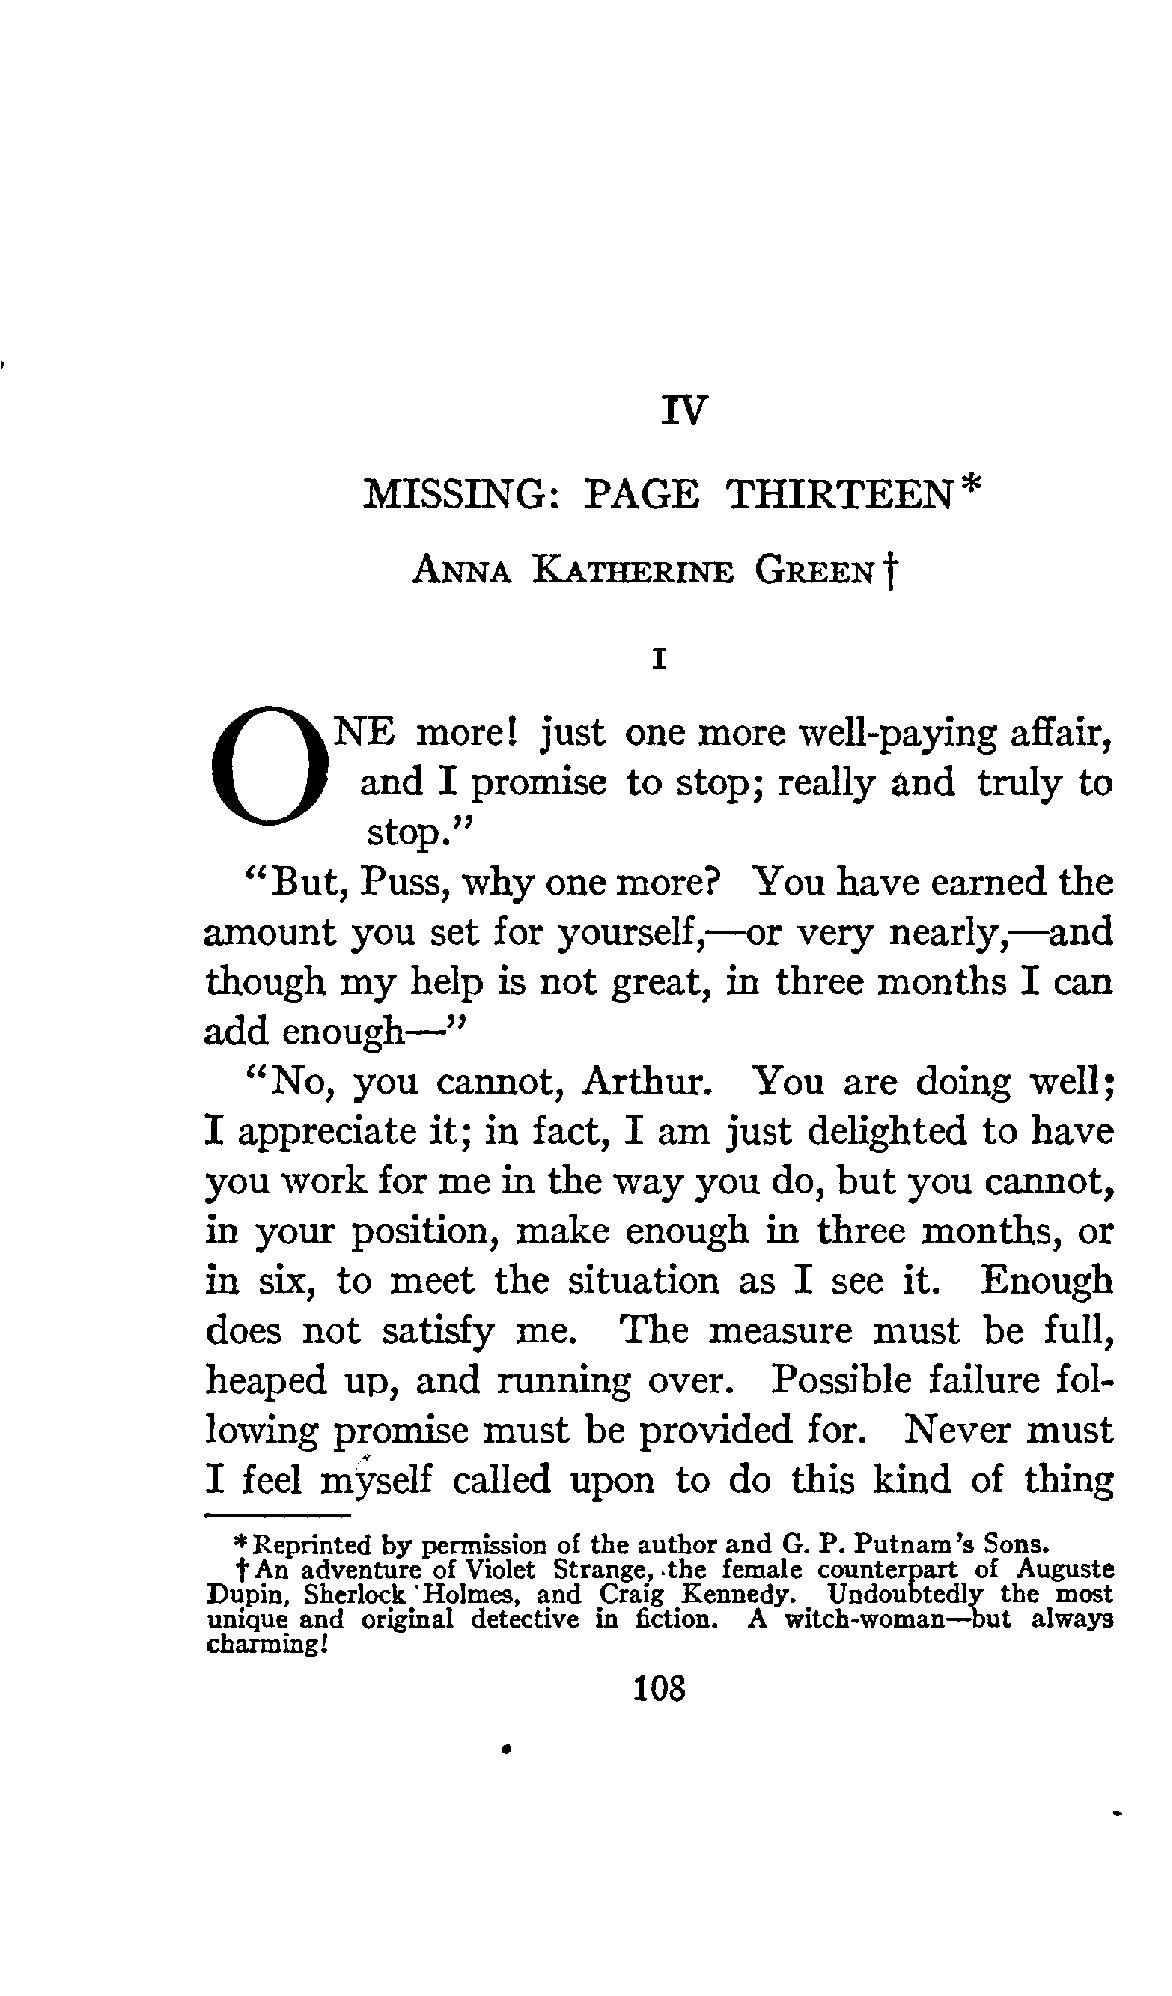 IV
MISSING: PAGE THIRTEEN*
ANNA KATHERINE GREEN†
I
ONE more! just one more well-paying affair,
and I promise to stop; really and truly to
stop.”
“But, Puss, why one more? You have earned the
amount you set for yourself,—or very nearly,—and
though my help is not great, in three months I can
add enough—”
“No, you cannot, Arthur. You are doing well;
I appreciate it; in fact, I am just delighted to have
you work for me in the way you do, but you cannot,
in your position, make enough in three months, or
in six, to meet the situation as I see it. Enough
does not satisfy me. The measure must be full,
heaped up, and running over. Possible failure fol-
lowing promise must be provided for. Never must
I feel myself called upon to do this kind of thing
*Reprinted by permission of the author and G. P. Putnam's Sons.
†An adventure of Violet Strange, the female counterpart of Auguste
Dupin, Sherlock Holmes, and Craig Kennedy. Undoubtedly the most
unique and original detective in fiction. A witch-woman—but always
charming!
108